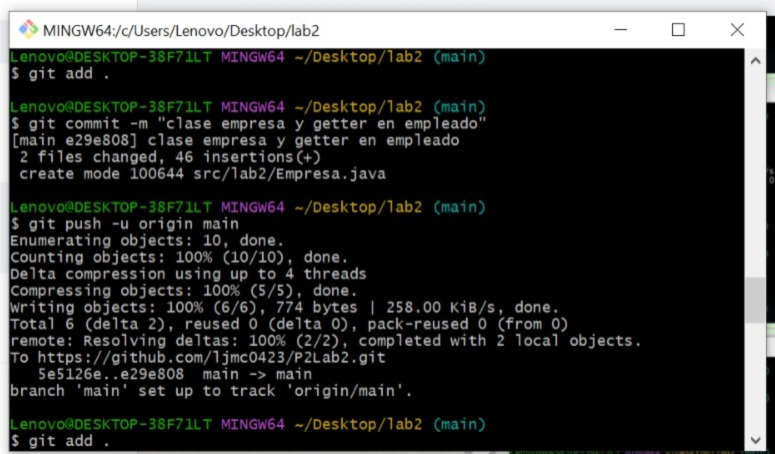 MINGW64:/c/Users/Lenovo/Desktop/lab2
Lenovo@DESKTOP-38F71LT MINGW64 ~/Desktop/lab2 (main)
$ git add .
Lenovo@DESKTOP-38F71LT MINGW64 ~/Desktop/lab2 (main)
$ git commit -m "clase empresa y getter en empleado"
[main e29e808] clase empresa y getter en empleado
 2 files changed, 46 insertions(+)
 create mode 100644 src/lab2/Empresa.java
Lenovo@DESKTOP-38F71LT MINGW64 ~/Desktop/lab2 (main)
$ git push -u origin main
Enumerating objects: 10, done.
Counting objects: 100% (10/10), done.
Delta compression using up to 4 threads
Compressing objects: 100% (5/5), done.
Writing objects: 100% (6/6), 774 bytes | 258.00 KiB/s, done.
Total 6 (delta 2), reused 0 (delta 0), pack-reused 0 (from 0)
remote: Resolving deltas: 100% (2/2), completed with 2 local objects.
To https://github.com/ljmc0423/P2Lab2.git
   5e5126e..e29e808  main -> main
branch 'main' set up to track 'origin/main'.
Lenovo@DESKTOP-38F71LT MINGW64 ~/Desktop/lab2 (main)
$ git add .